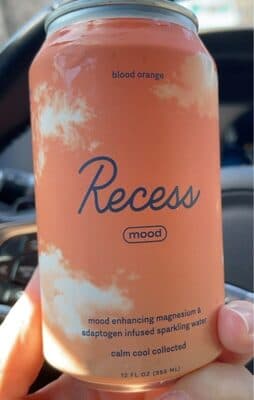 blood orange
Recess
mood
mood enhancing magnesium &
adaptogen infused sparkling water
calm cool collected
12 FL OZ (355 ML)